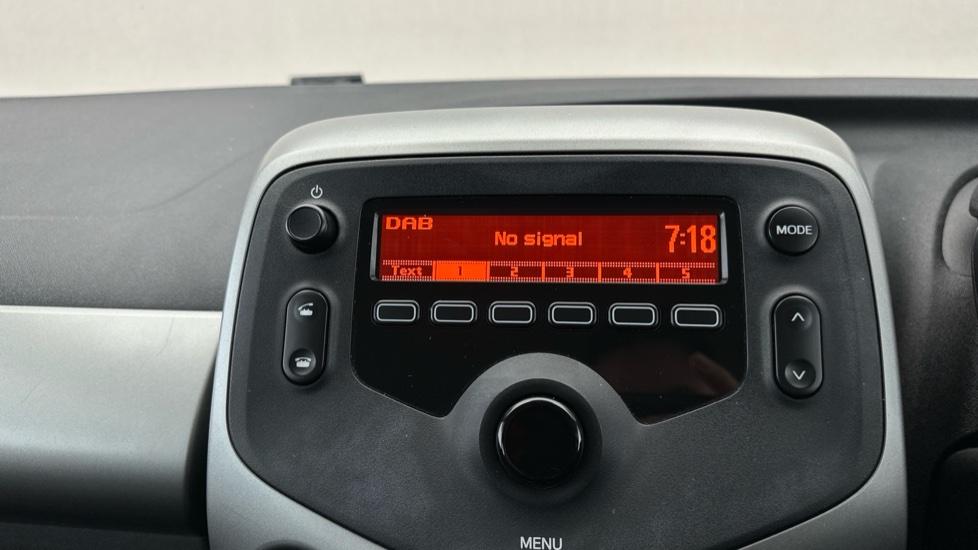 DAB
No signal
7:18
Text 1 2 3 4 5
MODE
MENU